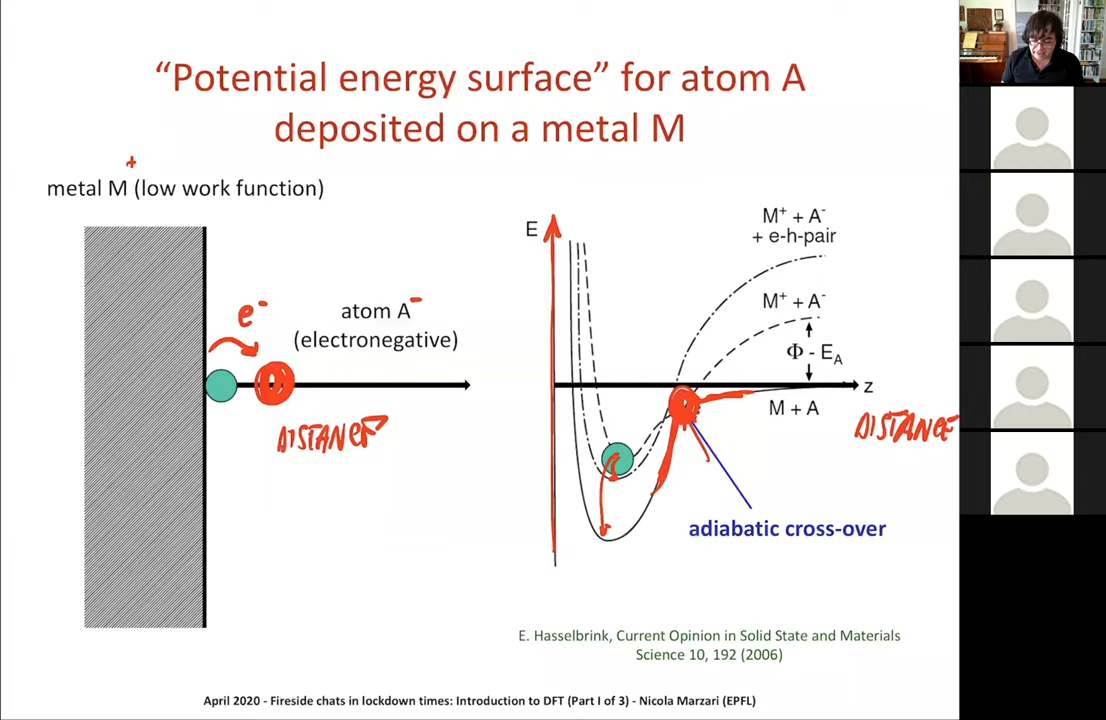 “Potential energy surface” for atom A
deposited on a metal M
+
metal M (low work function)
e-
atom A-
(electronegative)
DISTANCE
E
M+ + A-
+ e-h-pair
M+ + A-
Φ - EA
z
M + A
DISTANCE
adiabatic cross-over
E. Hasselbrink, Current Opinion in Solid State and Materials
Science 10, 192 (2006)
April 2020 - Fireside chats in lockdown times: Introduction to DFT (Part I of 3) - Nicola Marzari (EPFL)